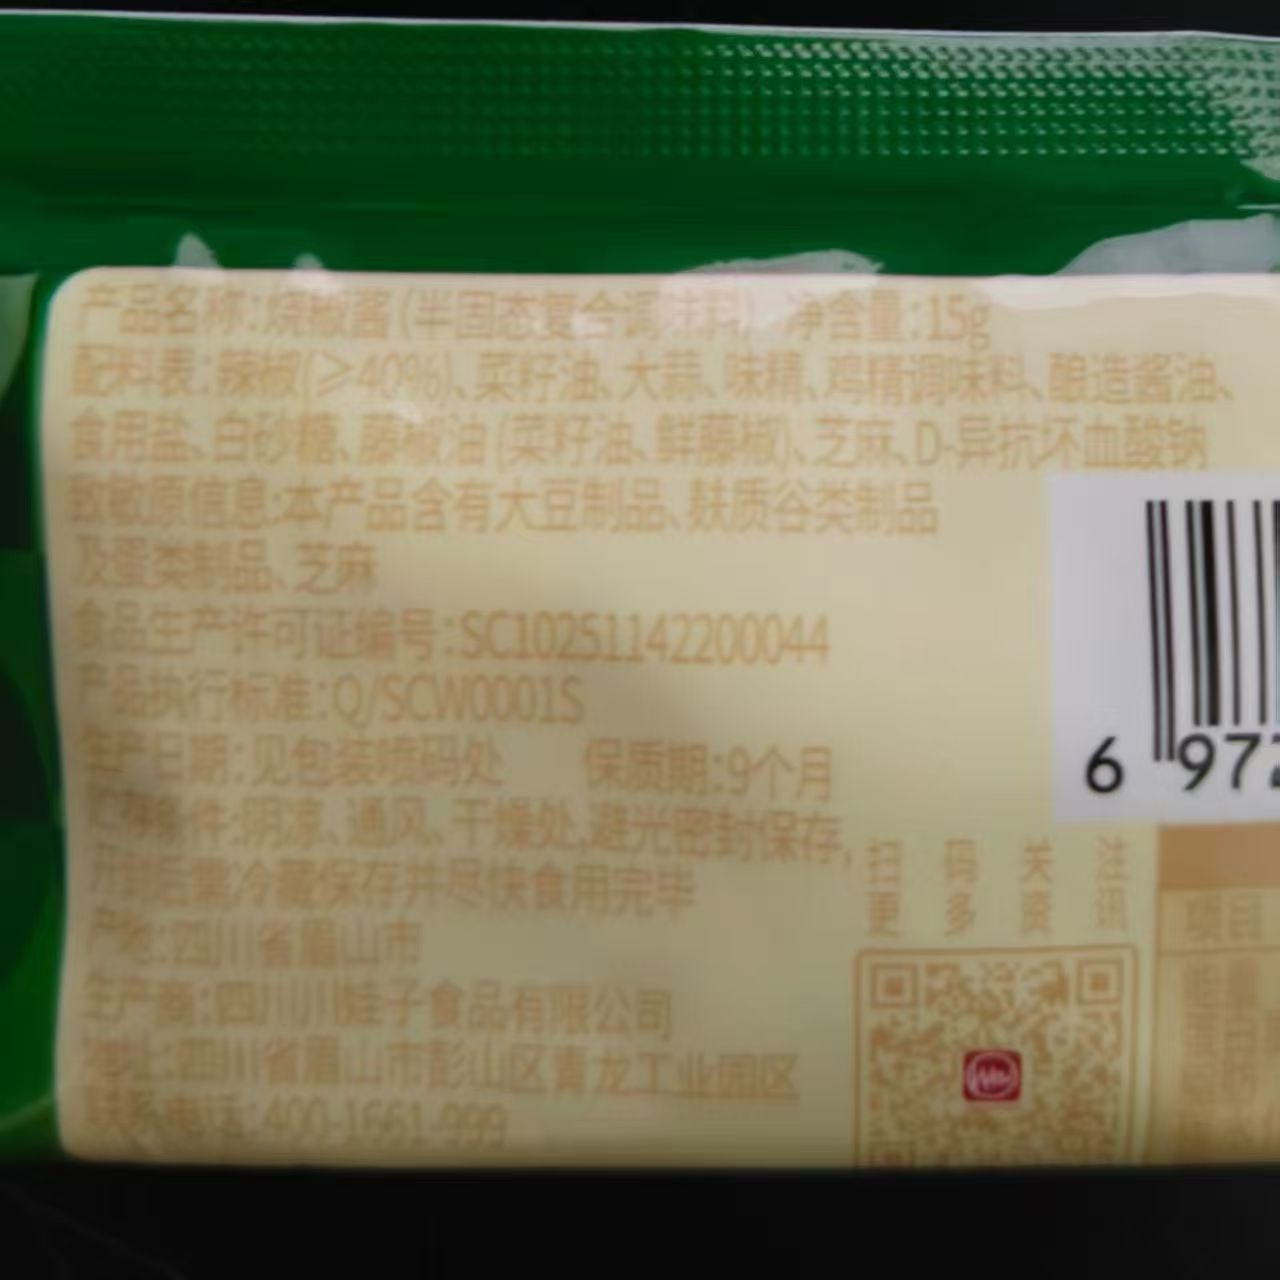 产品名称:烧椒酱(半固态复合调味料) 净含量:15g
配料表:辣椒(≥40%)、菜籽油、大蒜、味精、鸡精调味料、酿造酱油、
食用盐、白砂糖、藤椒油(菜籽油、鲜藤椒)、芝麻、D-异抗坏血酸钠
致敏原信息:本产品含有大豆制品、麸质谷类制品
及蛋类制品、芝麻
食品生产许可证编号:SC10251142200044
产品执行标准:Q/SCW0001S
生产日期:见包装喷码处 保质期:9个月
贮存条件:阴凉、通风、干燥处,避光密封保存,
开封后需冷藏保存并尽快食用完毕
产地:四川省眉山市
生产商:四川川娃子食品有限公司
地址:四川省眉山市彭山区青龙工业园区
联系电话:400-1661-999
扫码关注
更多资讯
6 972
项目
能量
蛋白质